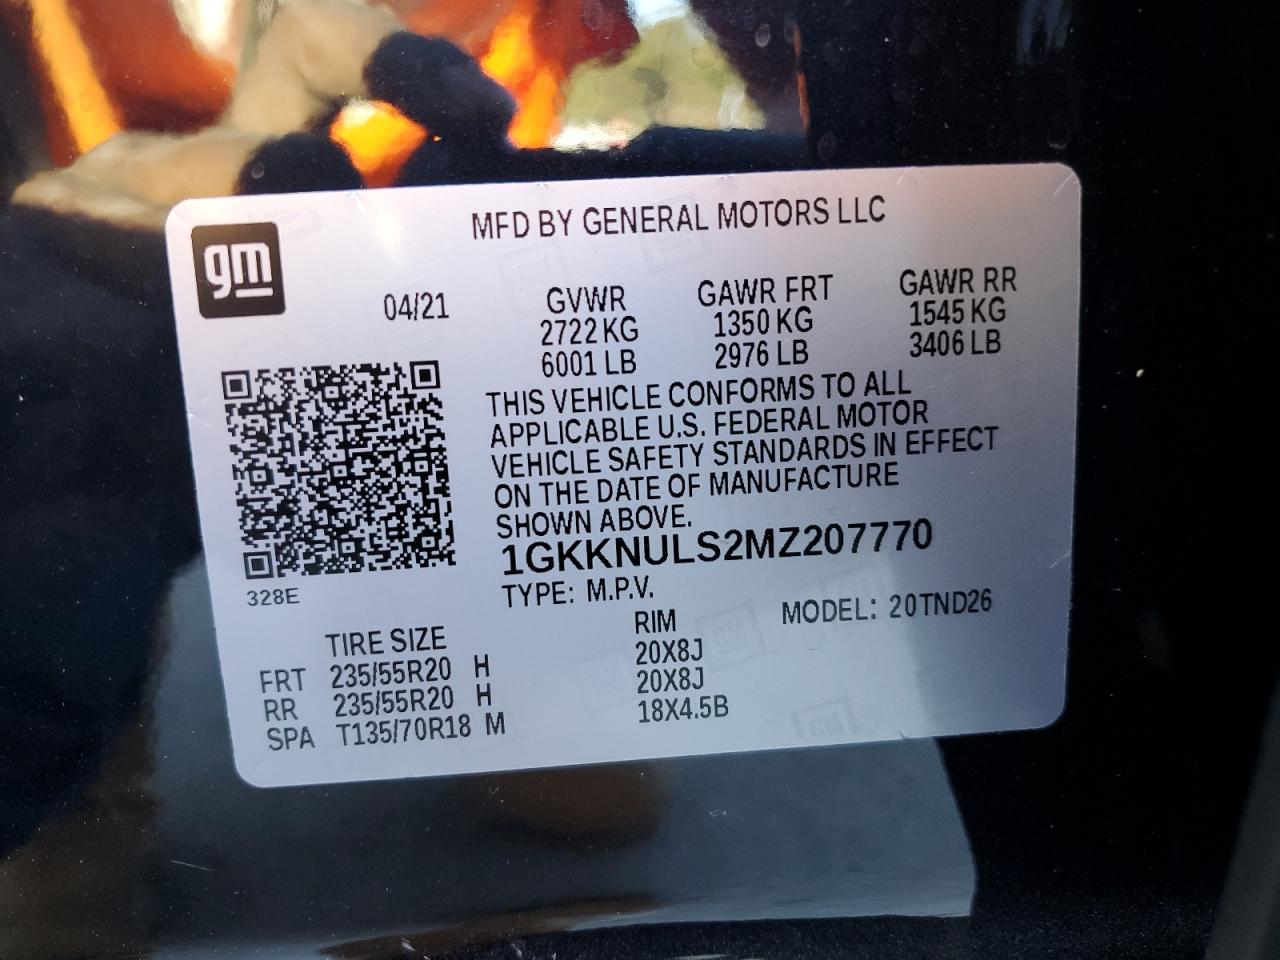 MFD BY GENERAL MOTORS LLC
gm
04/21 GVWR GAWR FRT GAWR RR
2722 KG 1350 KG 1545 KG
6001 LB 2976 LB 3406 LB
THIS VEHICLE CONFORMS TO ALL
APPLICABLE U.S. FEDERAL MOTOR
VEHICLE SAFETY STANDARDS IN EFFECT
ON THE DATE OF MANUFACTURE
SHOWN ABOVE.
1GKKNULS2MZ207770
328E
TYPE: M.P.V. MODEL: 20TND26
TIRE SIZE RIM
FRT 235/55R20 H 20X8J
RR 235/55R20 H 20X8J
SPA T135/70R18 M 18X4.5B